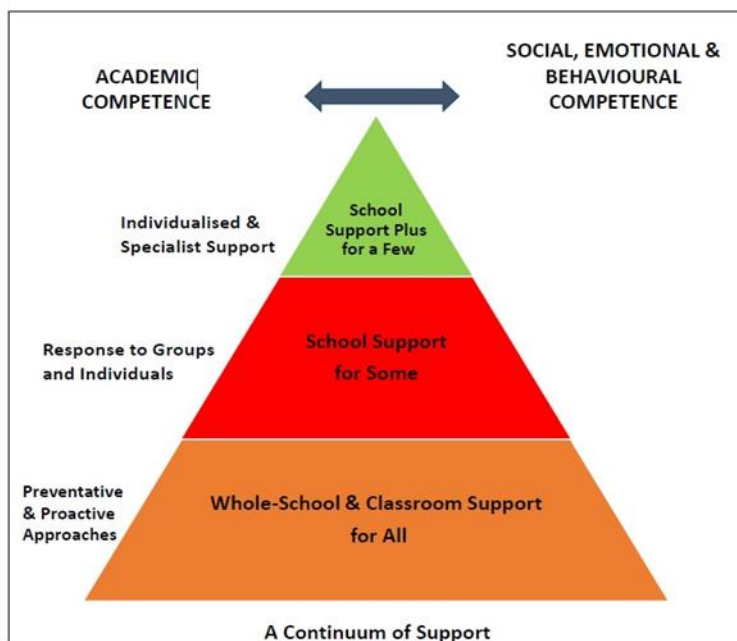 ACADEMIC
COMPETENCE
SOCIAL, EMOTIONAL &
BEHAVIOURAL
COMPETENCE
Individualised &
Specialist Support
School
Support Plus
for a Few
Response to Groups
and Individuals
School Support
for Some
Preventative
& Proactive
Approaches
Whole-School & Classroom Support
for All
A Continuum of Support